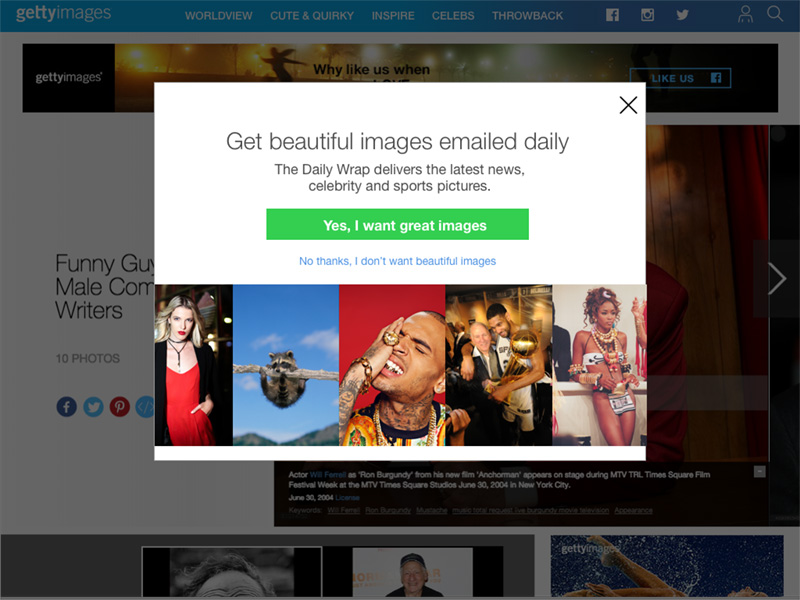 gettyimages
WORLDVIEW
CUTE & QUIRKY
INSPIRE
CELEBS
THROWBACK
gettyimages
Why like us when
LIKE US
Get beautiful images emailed daily
The Daily Wrap delivers the latest news,
celebrity and sports pictures.
Yes, I want great images
No thanks, I don't want beautiful images
Funny Guy
Male Com
Writers
10 PHOTOS
Actor Will Ferrell as 'Ron Burgundy' from his new film 'Anchorman' appears on stage during MTV TRL Times Square Film
Festival Week at the MTV Times Square Studios June 30, 2004 in New York City.
June 30, 2004 License
Keywords: Will Ferrell Ron Burgundy Mustache music total request live burgundy movie television Appearance
gettyimages